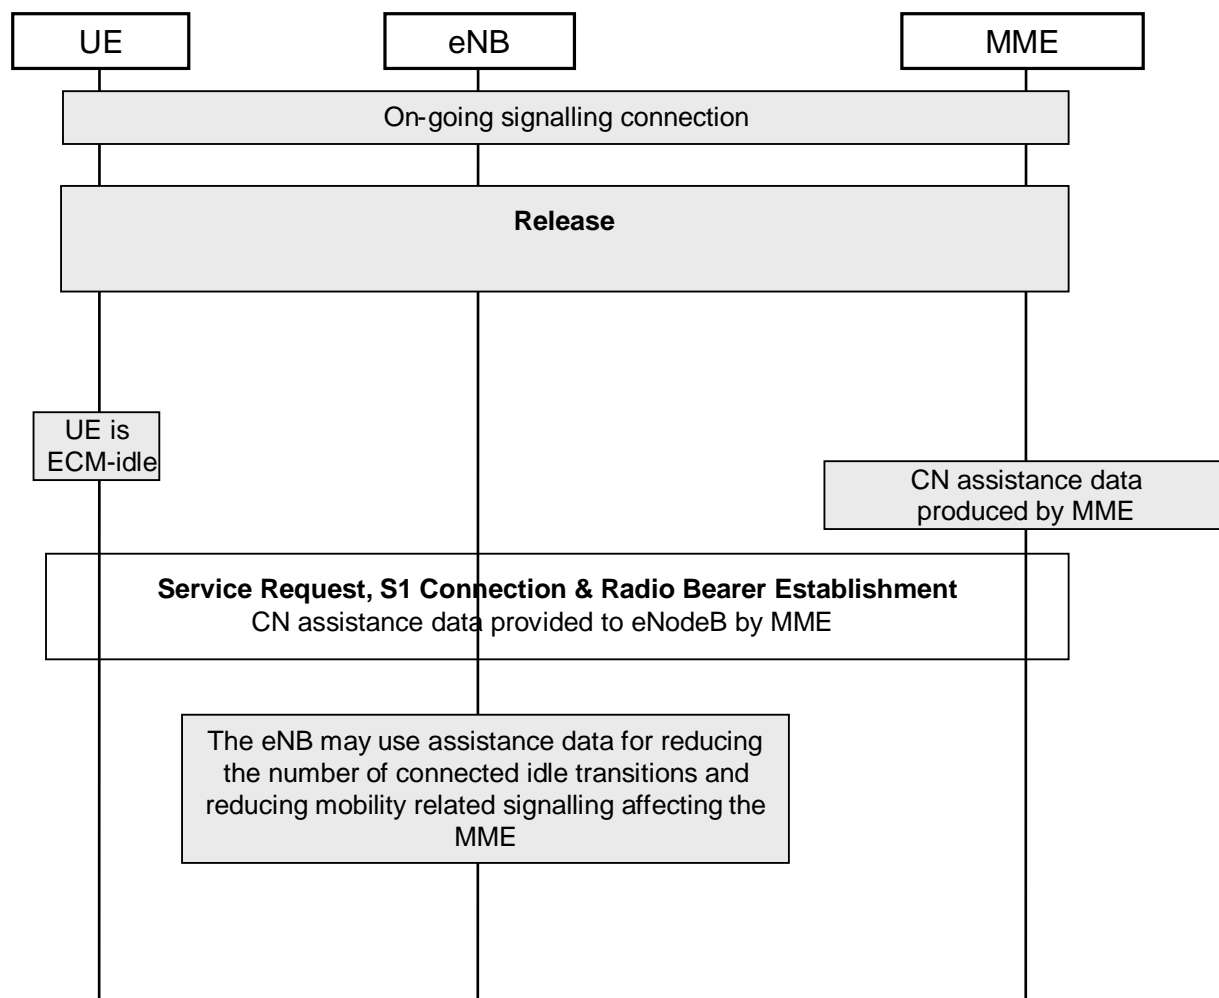 UE
eNB
MME
On-going signalling connection
Release
UE is
ECM-idle
CN assistance data
produced by MME
Service Request, S1 Connection & Radio Bearer Establishment
CN assistance data provided to eNodeB by MME
The eNB may use assistance data for reducing
the number of connected idle transitions and
reducing mobility related signalling affecting the
MME